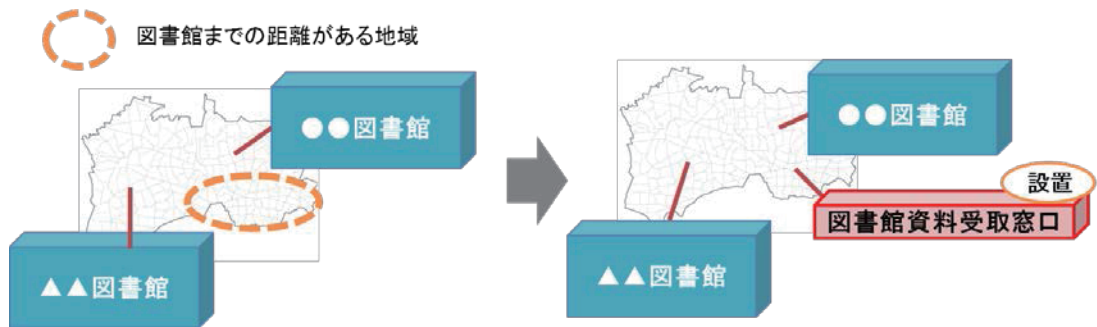 図書館までの距離がある地域
●●図書館
▲▲図書館
●●図書館
設置
図書館資料受取窓口
▲▲図書館